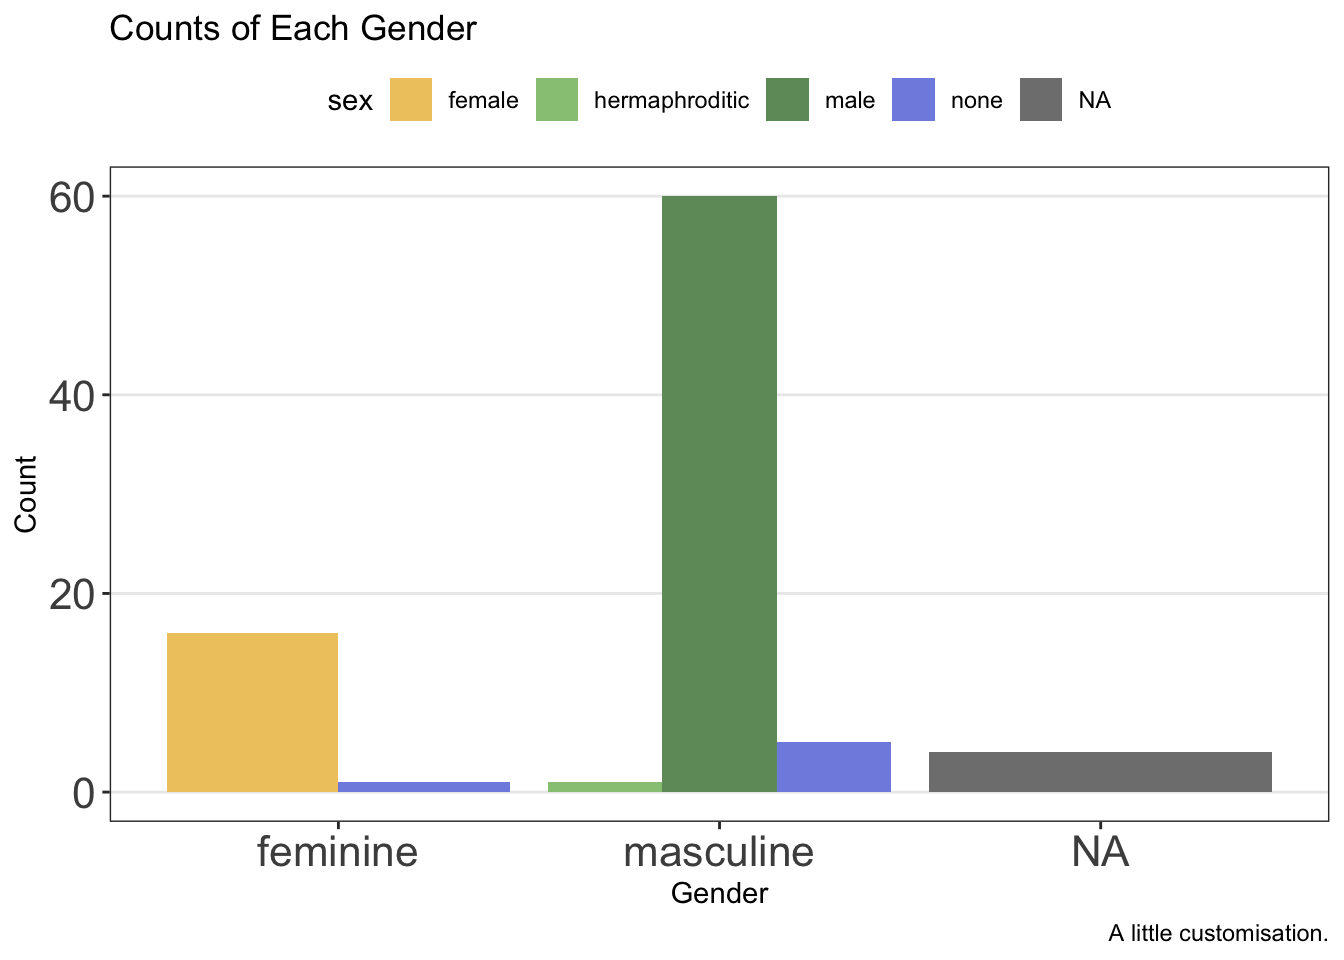 Counts of Each Gender
sex female hermaphroditic male none NA
60
40
20
0
Count
feminine masculine NA
Gender
A little customisation.